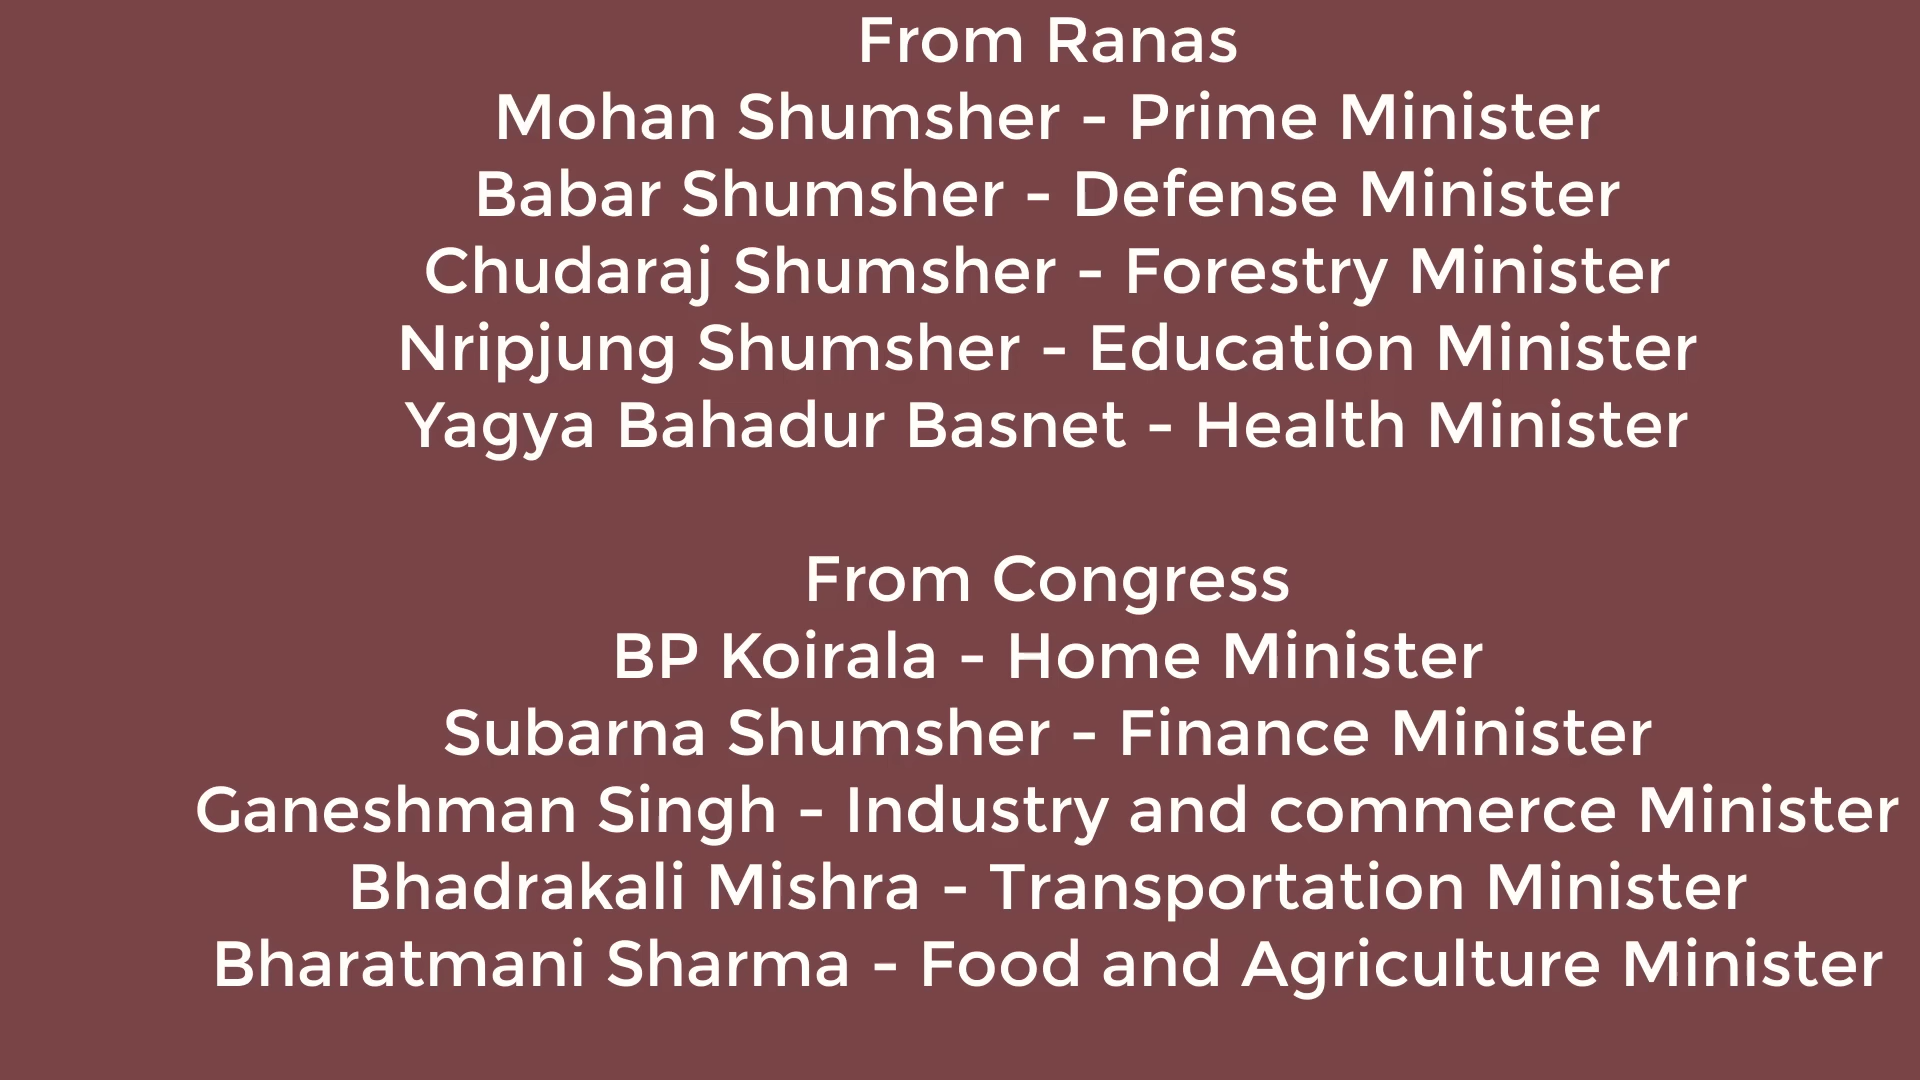 From Ranas
Mohan Shumsher - Prime Minister
Babar Shumsher - Defense Minister
Chudaraj Shumsher - Forestry Minister
Nripjung Shumsher - Education Minister
Yagya Bahadur Basnet - Health Minister
From Congress
BP Koirala - Home Minister
Subarna Shumsher - Finance Minister
Ganeshman Singh - Industry and commerce Minister
Bhadrakali Mishra - Transportation Minister
Bharatmani Sharma - Food and Agriculture Minister